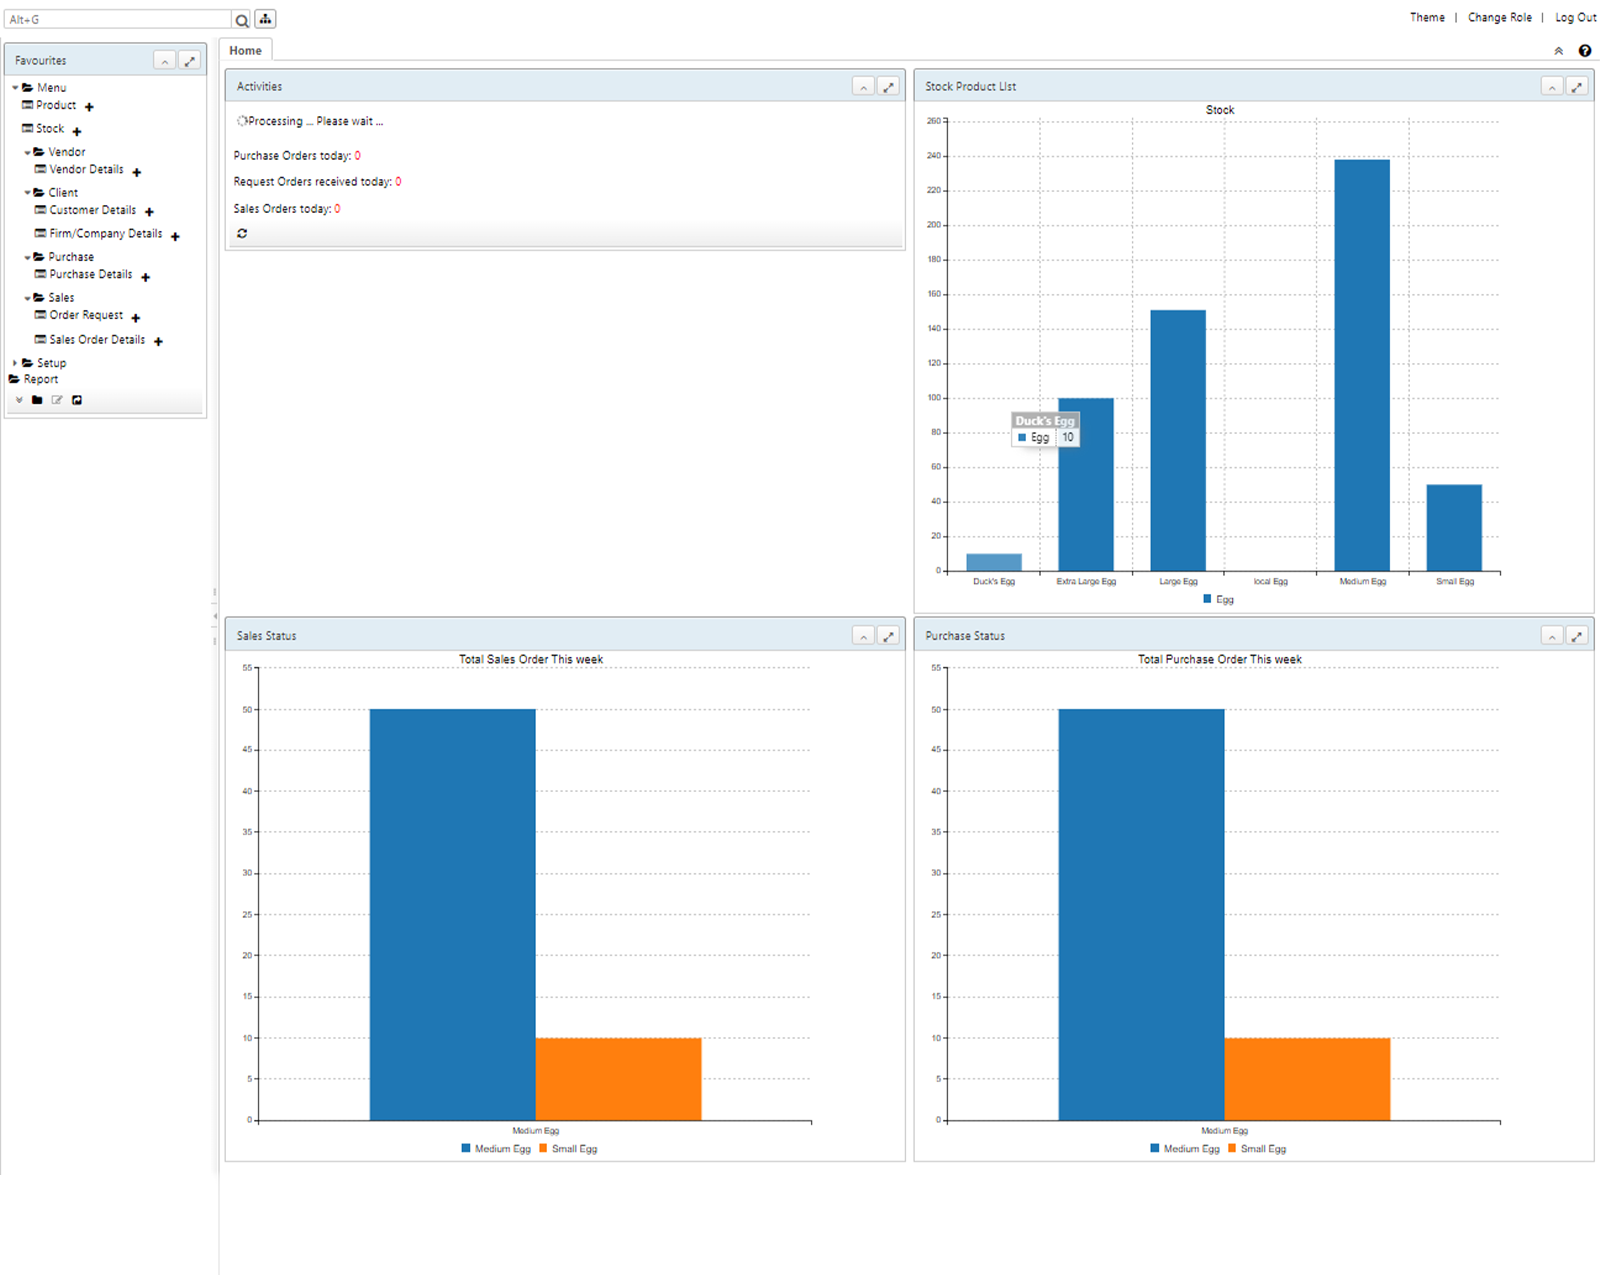 Alt+G
Theme | Change Role | Log Out
Favourites
Menu
Product
Stock
Vendor
Vendor Details
Client
Customer Details
Firm/Company Details
Purchase
Purchase Details
Sales
Order Request
Sales Order Details
Setup
Report
Home
Activities
Processing ... Please wait ...
Purchase Orders today: 0
Request Orders received today: 0
Sales Orders today: 0
Stock Product List
Stock
260
240
220
200
180
160
140
120
100
80
60
40
20
0
Duck's Egg
Egg 10
Duck's Egg Extra Large Egg Large Egg local Egg Medium Egg Small Egg
Egg
Sales Status
Total Sales Order This week
55
50
45
40
35
30
25
20
15
10
5
0
Medium Egg
Medium Egg Small Egg
Purchase Status
Total Purchase Order This week
55
50
45
40
35
30
25
20
15
10
5
0
Medium Egg
Medium Egg Small Egg